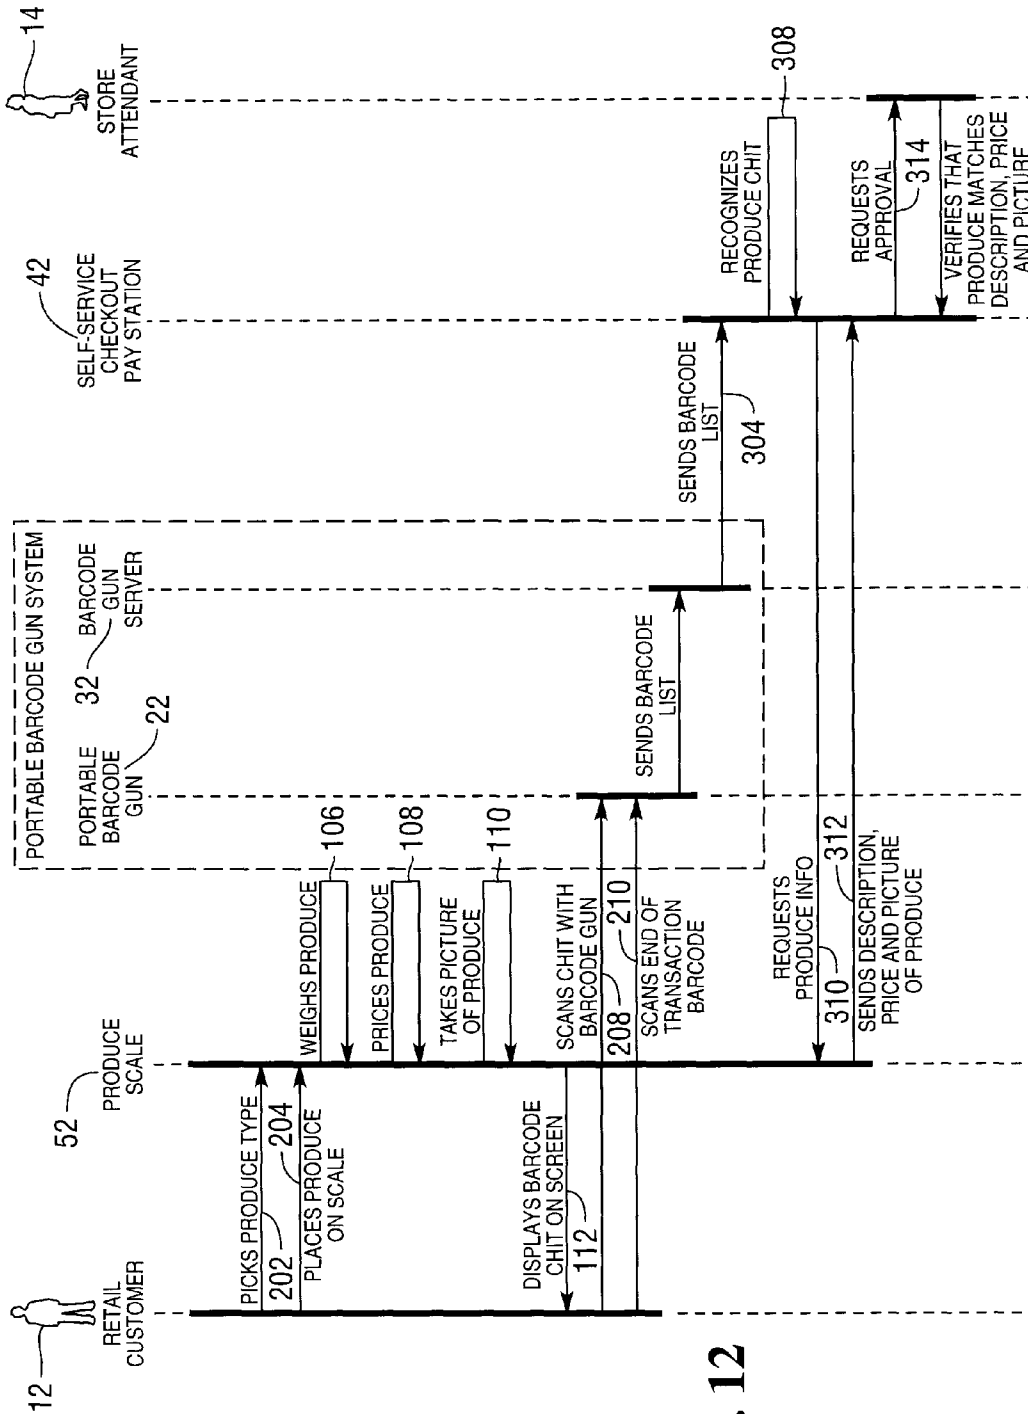 12
RETAIL
CUSTOMER
52
PRODUCE
SCALE
PORTABLE BARCODE GUN SYSTEM
PORTABLE
BARCODE
GUN
22
32
BARCODE
GUN
SERVER
42
SELF-SERVICE
CHECKOUT
PAY STATION
14
STORE
ATTENDANT
PICKS PRODUCE TYPE
202
204
PLACES PRODUCE
ON SCALE
WEIGHS PRODUCE
106
PRICES PRODUCE
108
TAKES PICTURE
OF PRODUCE
110
DISPLAYS BARCODE
CHIT ON SCREEN
112
SCANS CHIT WITH
BARCODE GUN
208
210
SCANS END OF
TRANSACTION
BARCODE
SENDS BARCODE
LIST
SENDS BARCODE
LIST
304
RECOGNIZES
PRODUCE CHIT
308
REQUESTS
PRODUCE INFO
310
312
SENDS DESCRIPTION,
PRICE AND PICTURE
OF PRODUCE
REQUESTS
APPROVAL
314
VERIFIES THAT
PRODUCE MATCHES
DESCRIPTION, PRICE
AND PICTURE
. 12